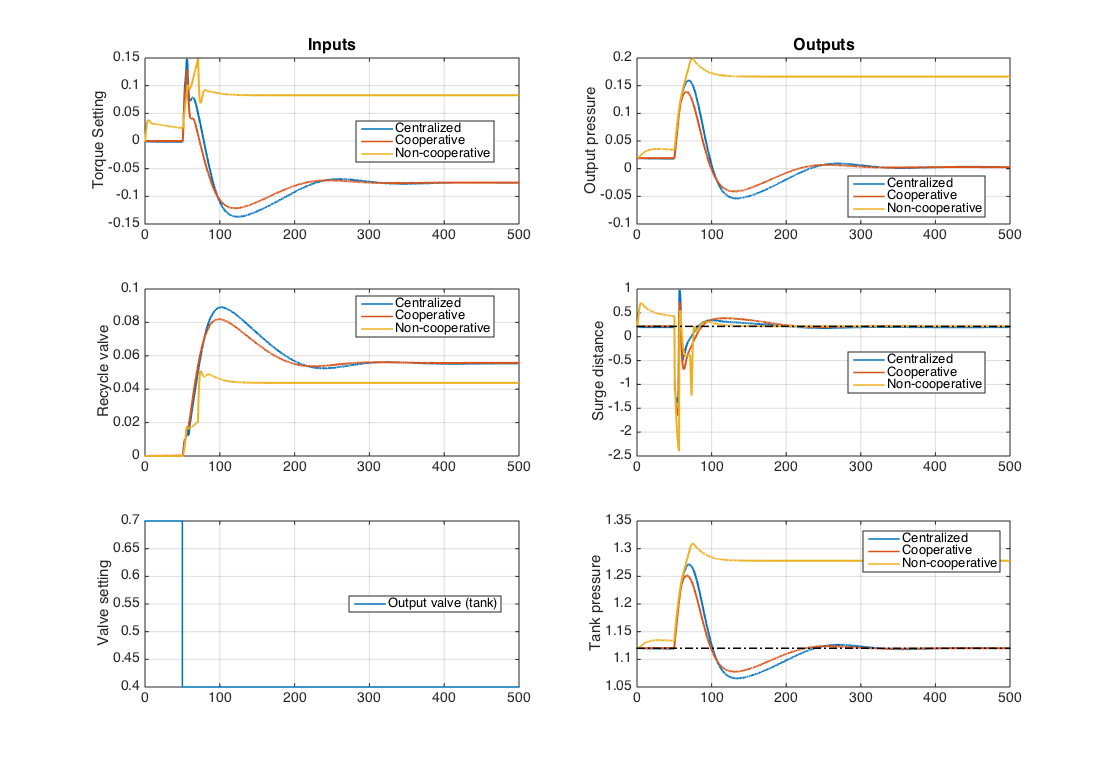 Inputs
Torque Setting
0.15
0.1
0.05
0
-0.05
-0.1
-0.15
0 100 200 300 400 500
Centralized
Cooperative
Non-cooperative
Outputs
Output pressure
0.2
0.15
0.1
0.05
0
-0.05
-0.1
0 100 200 300 400 500
Centralized
Cooperative
Non-cooperative
Recycle valve
0.1
0.08
0.06
0.04
0.02
0
0 100 200 300 400 500
Centralized
Cooperative
Non-cooperative
Surge distance
1
0.5
0
-0.5
-1
-1.5
-2
-2.5
0 100 200 300 400 500
Centralized
Cooperative
Non-cooperative
Valve setting
0.7
0.65
0.6
0.55
0.5
0.45
0.4
0 100 200 300 400 500
Output valve (tank)
Tank pressure
1.35
1.3
1.25
1.2
1.15
1.1
1.05
0 100 200 300 400 500
Centralized
Cooperative
Non-cooperative